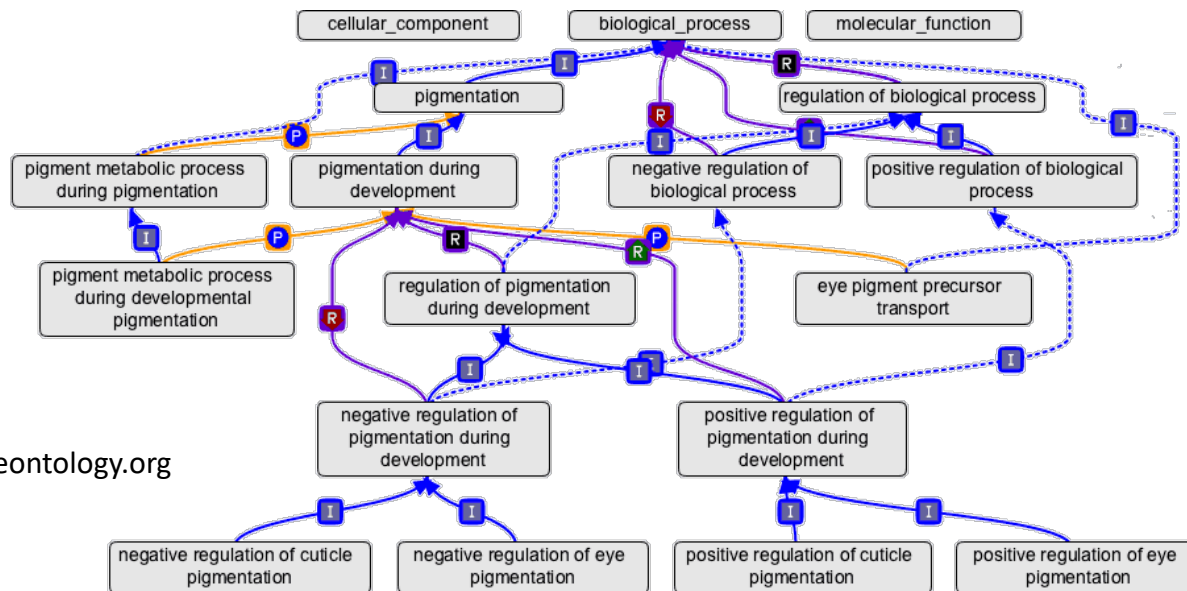 cellular_component
biological_process
molecular_function
I
I
R
I
pigmentation
regulation of biological process
R
I
P
I
I
I
I
pigment metabolic process
during pigmentation
pigmentation during
development
negative regulation of
biological process
positive regulation of biological
process
I
P
R
R
P
pigment metabolic process
during developmental
pigmentation
regulation of pigmentation
during development
eye pigment precursor
transport
R
I
I
I
negative regulation of
pigmentation during
development
positive regulation of
pigmentation during
development
eontology.org
I
I
I
I
negative regulation of cuticle
pigmentation
negative regulation of eye
pigmentation
positive regulation of cuticle
pigmentation
positive regulation of eye
pigmentation